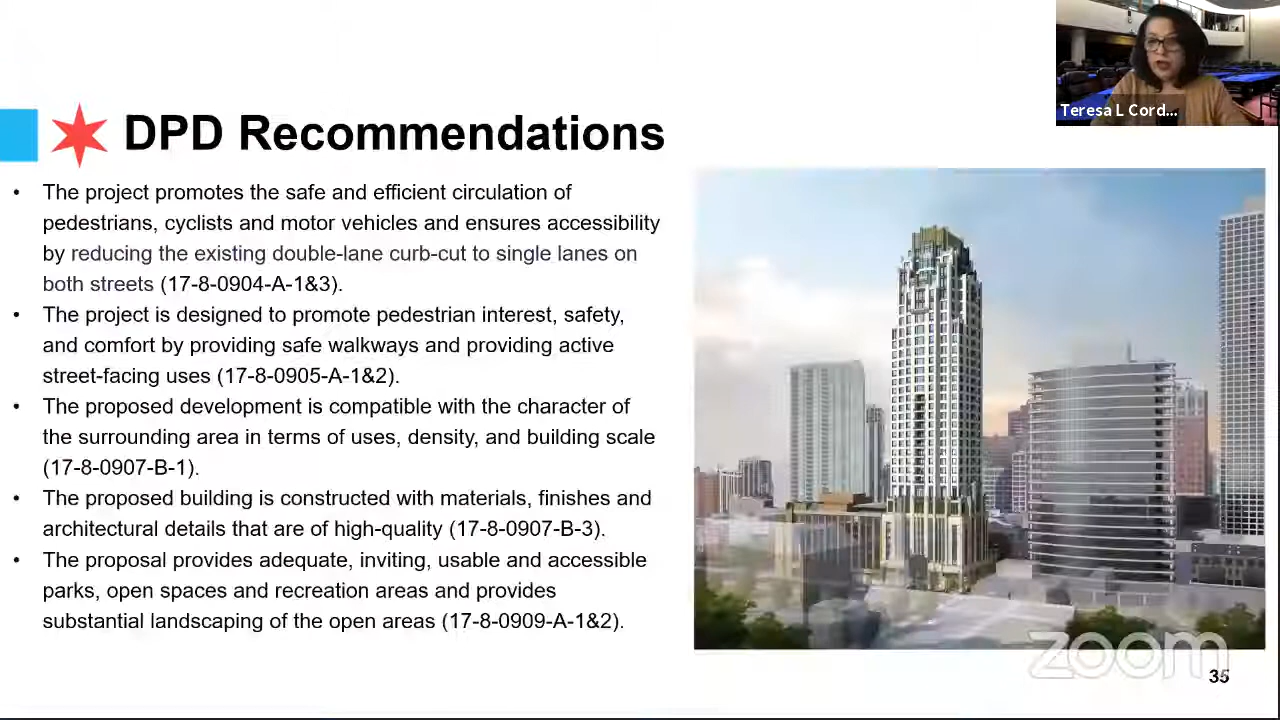 Teresa L Cord...
DPD Recommendations
• The project promotes the safe and efficient circulation of
pedestrians, cyclists and motor vehicles and ensures accessibility
by reducing the existing double-lane curb-cut to single lanes on
both streets (17-8-0904-A-1&3).
• The project is designed to promote pedestrian interest, safety,
and comfort by providing safe walkways and providing active
street-facing uses (17-8-0905-A-1&2).
• The proposed development is compatible with the character of
the surrounding area in terms of uses, density, and building scale
(17-8-0907-B-1).
• The proposed building is constructed with materials, finishes and
architectural details that are of high-quality (17-8-0907-B-3).
• The proposal provides adequate, inviting, usable and accessible
parks, open spaces and recreation areas and provides
substantial landscaping of the open areas (17-8-0909-A-1&2).
zoom
35